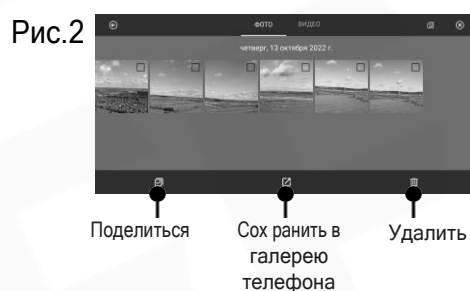 Рис.2
ФОТО ВИДЕО
четверг, 13 октября 2022 г.
Поделиться
Сох ранить в
галерею
телефона
Удалить